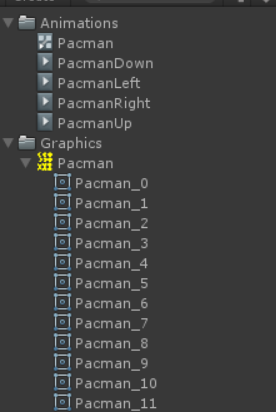 Animations
Pacman
PacmanDown
PacmanLeft
PacmanRight
PacmanUp
Graphics
Pacman
Pacman_0
Pacman_1
Pacman_2
Pacman_3
Pacman_4
Pacman_5
Pacman_6
Pacman_7
Pacman_8
Pacman_9
Pacman_10
Pacman_11